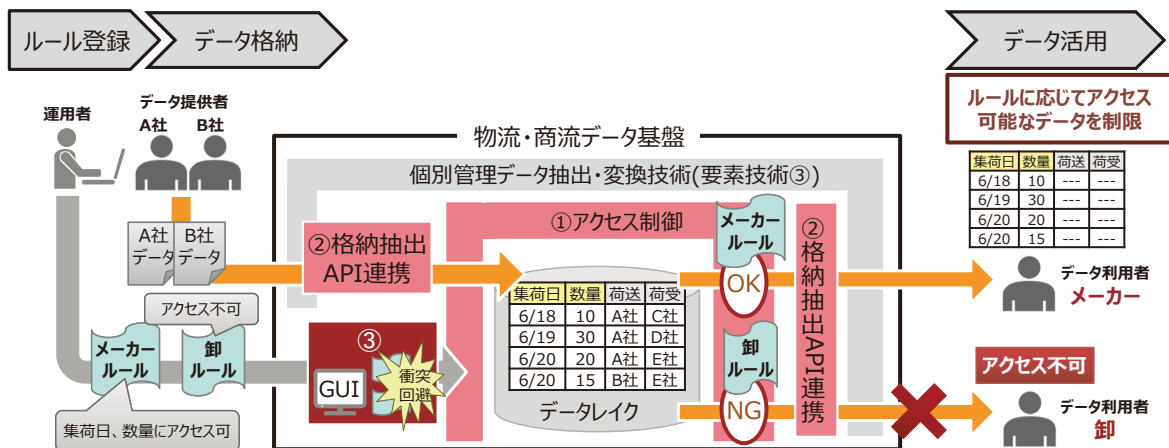 ルール登録
データ格納
データ活用
運用者
データ提供者
A社 B社
ルールに応じてアクセス
可能なデータを制限
物流・商流データ基盤
個別管理データ抽出・変換技術(要素技術③)
集荷日 数量 荷送 荷受
6/18 10 --- ---
6/19 30 --- ---
6/20 20 --- ---
6/20 15 --- ---
A社
データ
B社
データ
②格納抽出
API連携
①アクセス制御
メーカー
ルール
OK
②格納抽出API連携
データ利用者
メーカー
アクセス不可
メーカー
ルール
卸
ルール
集荷日、数量にアクセス可
③
GUI
衝突
回避
集荷日 数量 荷送 荷受
6/18 10 A社 C社
6/19 30 A社 D社
6/20 20 A社 E社
6/20 15 B社 E社
データレイク
卸
ルール
NG
アクセス不可
データ利用者
卸